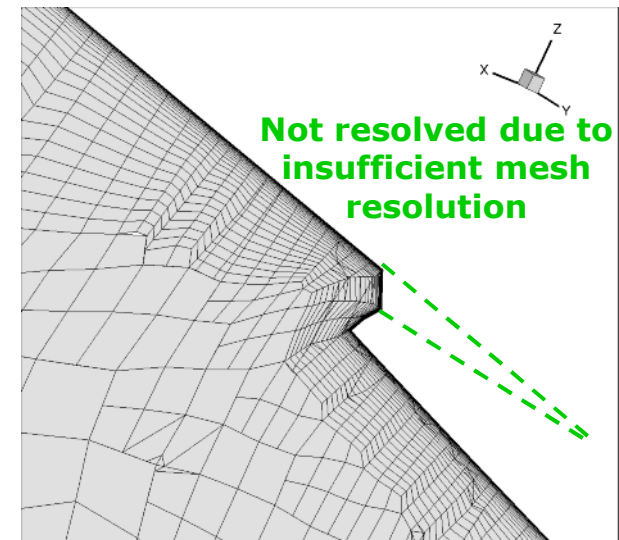 Z
X
Y
Not resolved due to
insufficient mesh
resolution